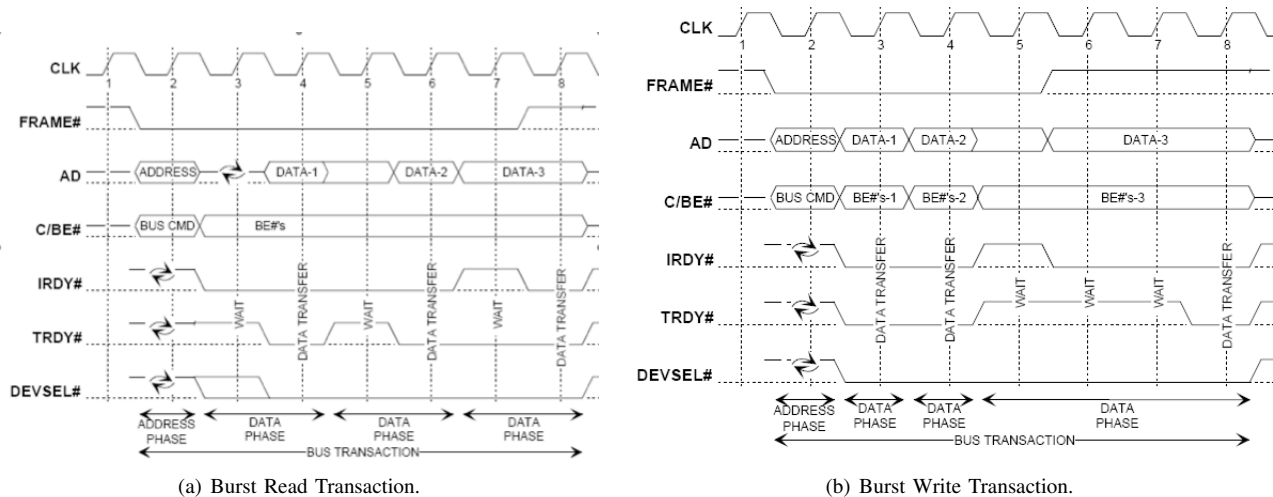 CLK
1 2 3 4 5 6 7 8
FRAME#
AD
ADDRESS DATA-1 DATA-2 DATA-3
C/BE#
BUS CMD BE#'s
IRDY#
WAIT DATA TRANSFER WAIT DATA TRANSFER WAIT DATA TRANSFER
TRDY#
DEVSEL#
ADDRESS PHASE
DATA PHASE
DATA PHASE
DATA PHASE
BUS TRANSACTION
(a) Burst Read Transaction.
CLK
1 2 3 4 5 6 7 8
FRAME#
AD
ADDRESS DATA-1 DATA-2 DATA-3
C/BE#
BUS CMD BE#'s-1 BE#'s-2 BE#'s-3
IRDY#
DATA TRANSFER DATA TRANSFER WAIT WAIT WAIT DATA TRANSFER
TRDY#
DEVSEL#
ADDRESS PHASE
DATA PHASE
DATA PHASE
DATA PHASE
BUS TRANSACTION
(b) Burst Write Transaction.